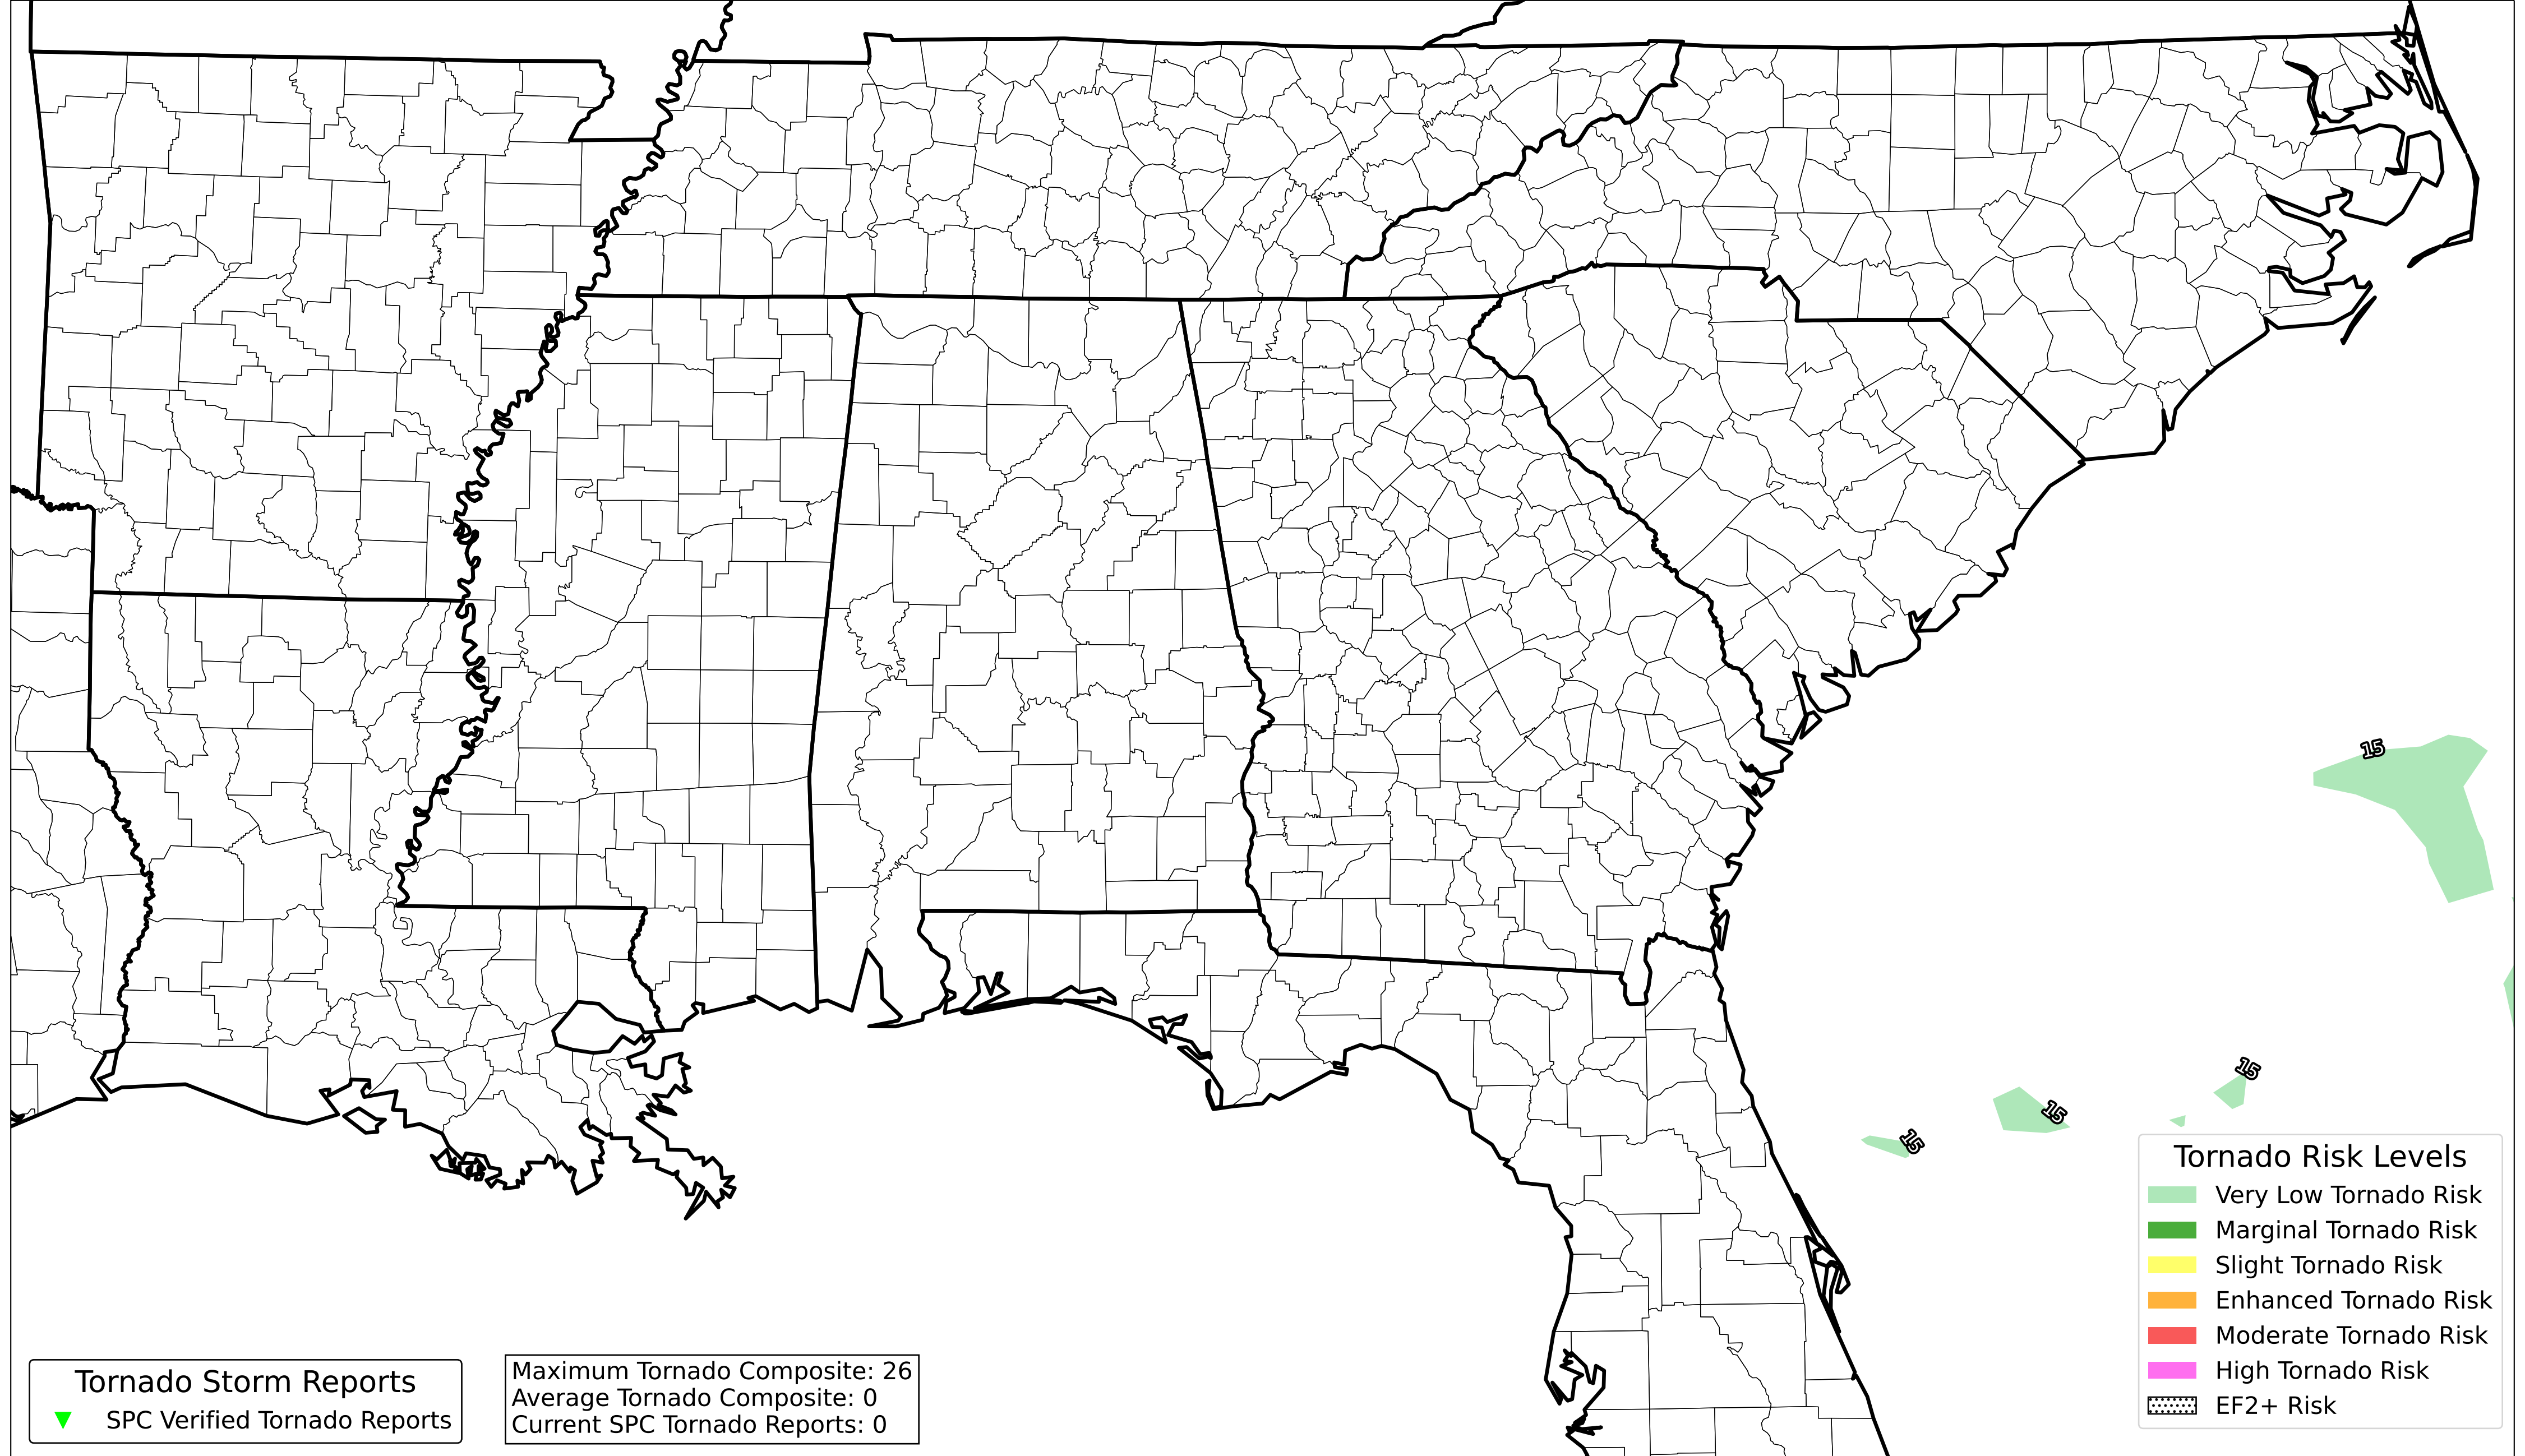 15
15
15
15
Tornado Risk Levels
Very Low Tornado Risk
Marginal Tornado Risk
Slight Tornado Risk
Enhanced Tornado Risk
Moderate Tornado Risk
High Tornado Risk
EF2+ Risk
Tornado Storm Reports
SPC Verified Tornado Reports
Maximum Tornado Composite: 26
Average Tornado Composite: 0
Current SPC Tornado Reports: 0